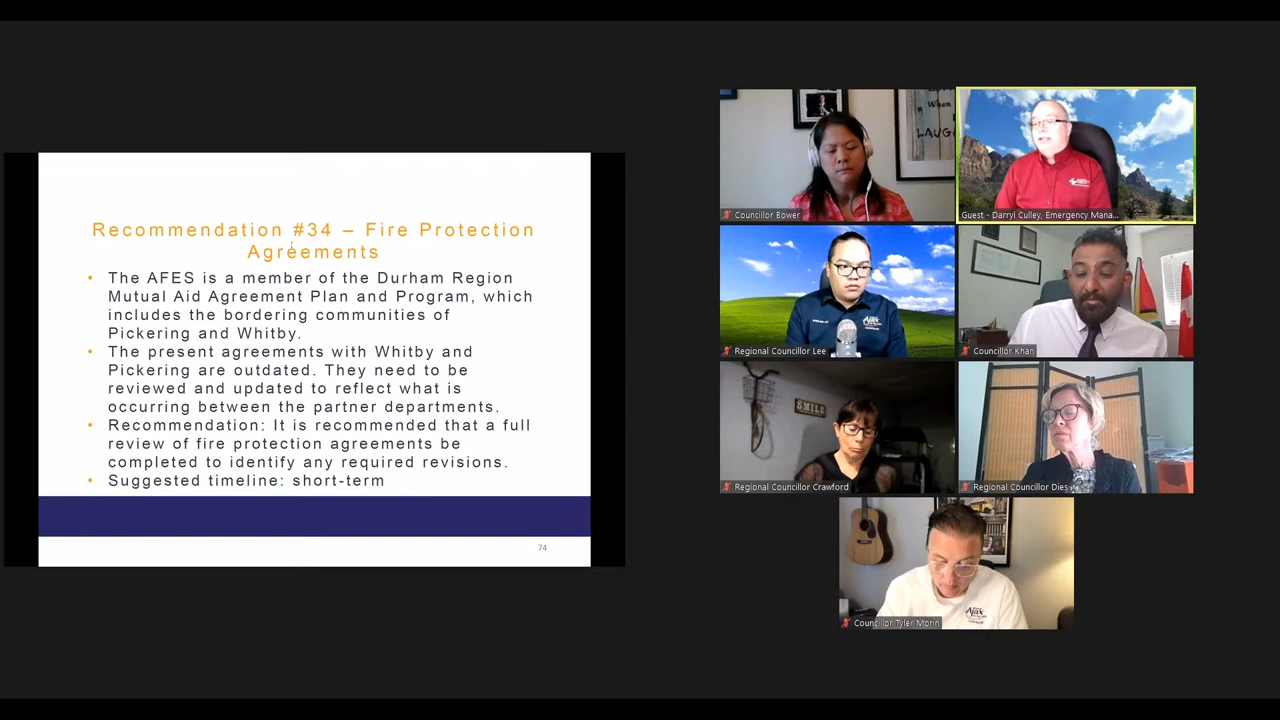 Recommendation #34 – Fire Protection
Agreements
• The AFES is a member of the Durham Region
Mutual Aid Agreement Plan and Program, which
includes the bordering communities of
Pickering and Whitby.
• The present agreements with Whitby and
Pickering are outdated. They need to be
reviewed and updated to reflect what is
occurring between the partner departments.
• Recommendation: It is recommended that a full
review of fire protection agreements be
completed to identify any required revisions.
• Suggested timeline: short-term
74
When
LAUGH
Councillor Bower
Guest - Darryl Culley, Emergency Mana...
Ajax
Regional Councillor Lee
Councillor Khan
SMILE
Regional Councillor Crawford
Regional Councillor Dies
Ajax
Councillor Tyler Morin